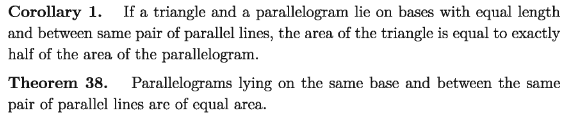 Corollary 1. If a triangle and a parallelogram lie on bases with equal length
and between same pair of parallel lines, the area of the triangle is equal to exactly
half of the area of the parallelogram.
Theorem 38. Parallelograms lying on the same base and between the same
pair of parallel lines are of equal area.